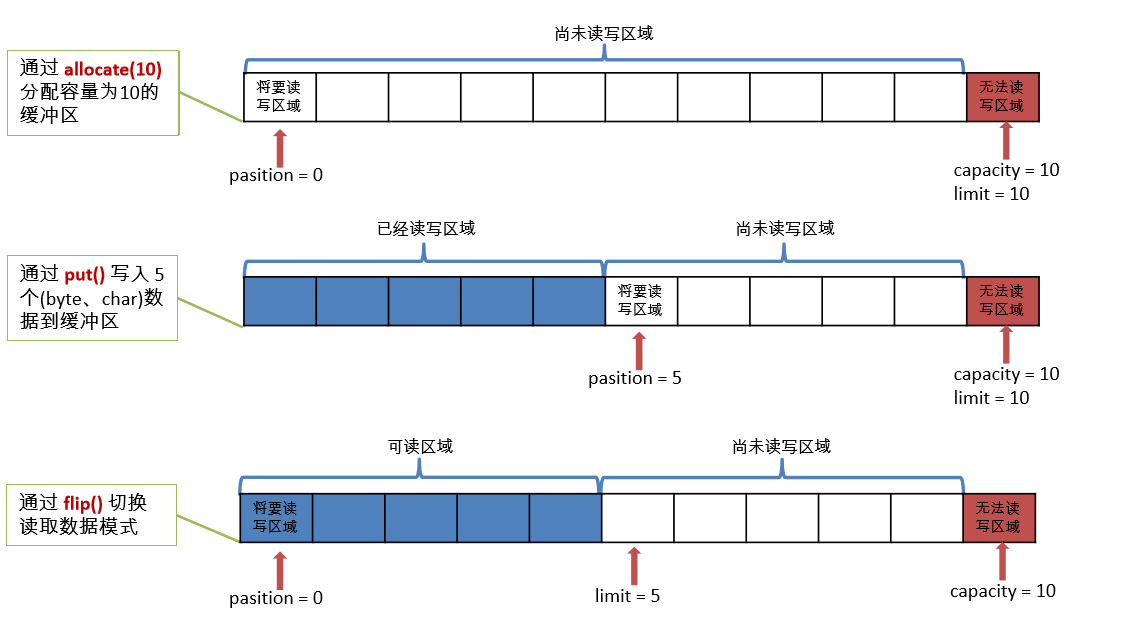 尚未读写区域
通过 allocate(10)
分配容量为10的
缓冲区
将要读
写区域
无法读
写区域
pasition = 0
capacity = 10
limit = 10
已经读写区域
尚未读写区域
通过 put() 写入 5
个(byte、char)数
据到缓冲区
将要读
写区域
无法读
写区域
pasition = 5
capacity = 10
limit = 10
可读区域
尚未读写区域
通过 flip() 切换
读取数据模式
将要读
写区域
无法读
写区域
pasition = 0
limit = 5
capacity = 10